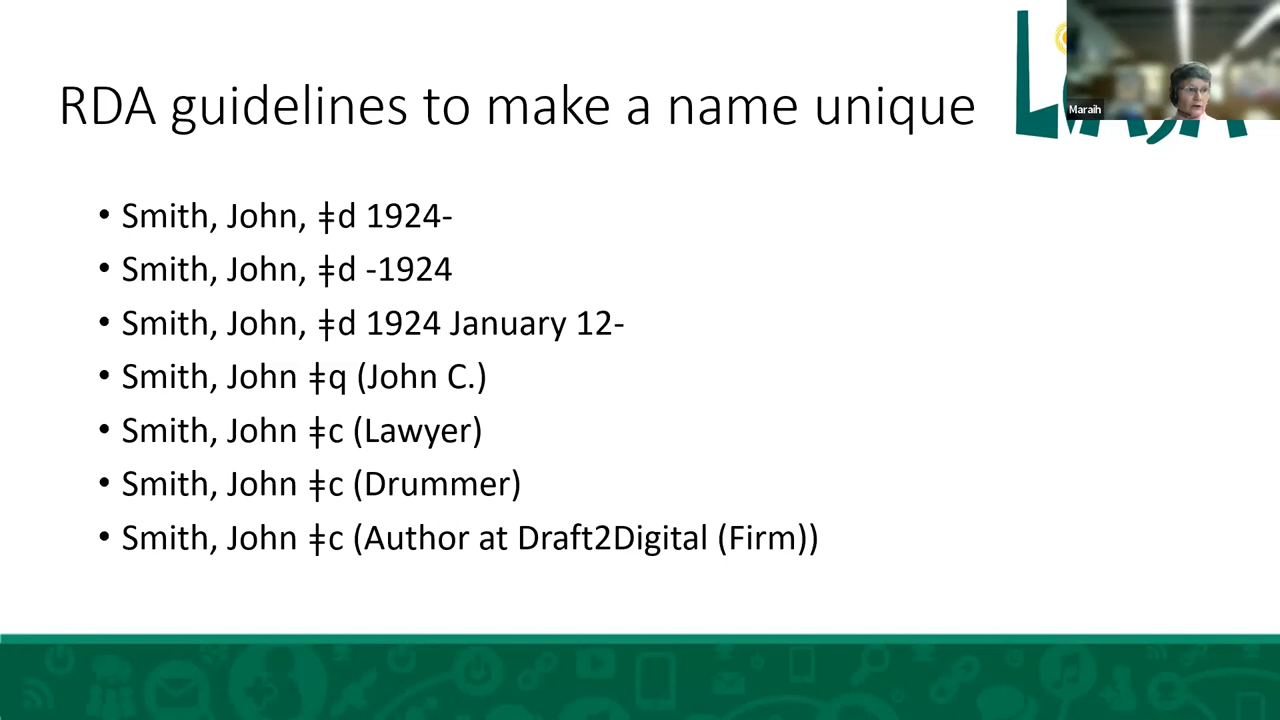 RDA guidelines to make a name unique
Maraih
• Smith, John, ǂd 1924-
• Smith, John, ǂd -1924
• Smith, John, ǂd 1924 January 12-
• Smith, John ǂq (John C.)
• Smith, John ǂc (Lawyer)
• Smith, John ǂc (Drummer)
• Smith, John ǂc (Author at Draft2Digital (Firm))